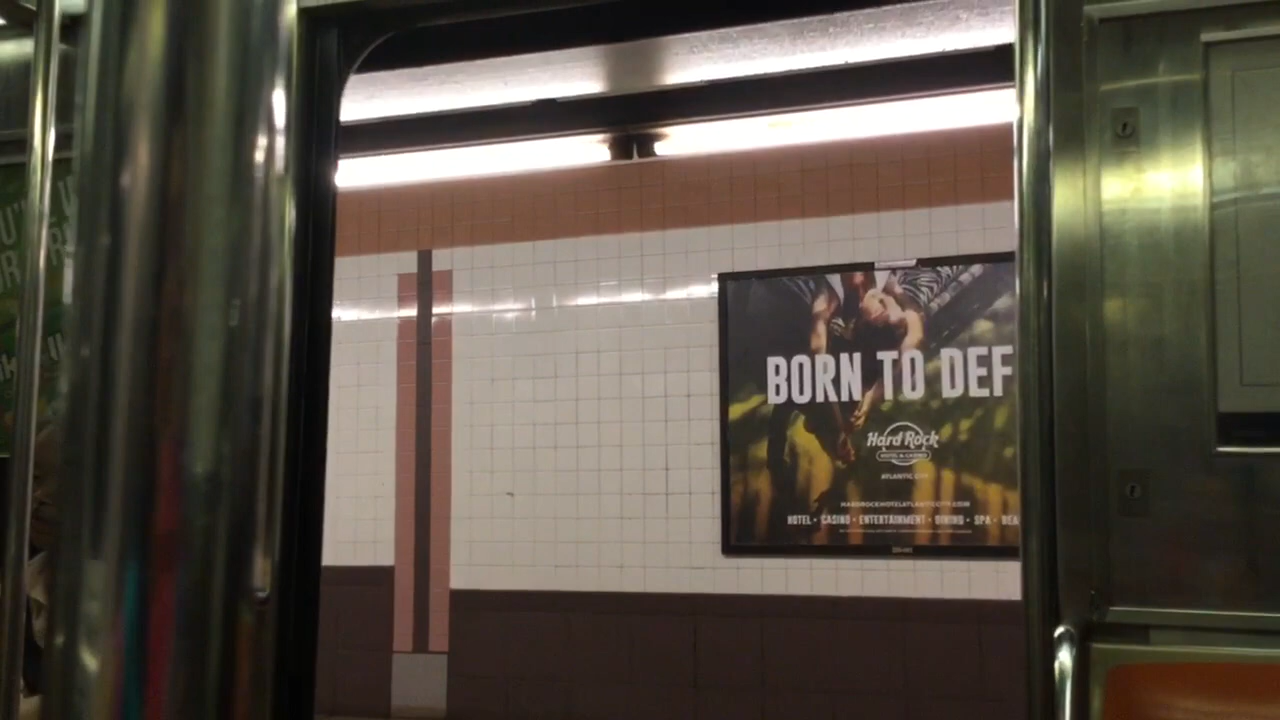 BORN TO DEF
Hard Rock
HOTEL & CASINO
ATLANTIC CITY
HARDROCKHOTELATLANTICCITY.COM
HOTEL • CASINO • ENTERTAINMENT • DINING • SPA • BEA